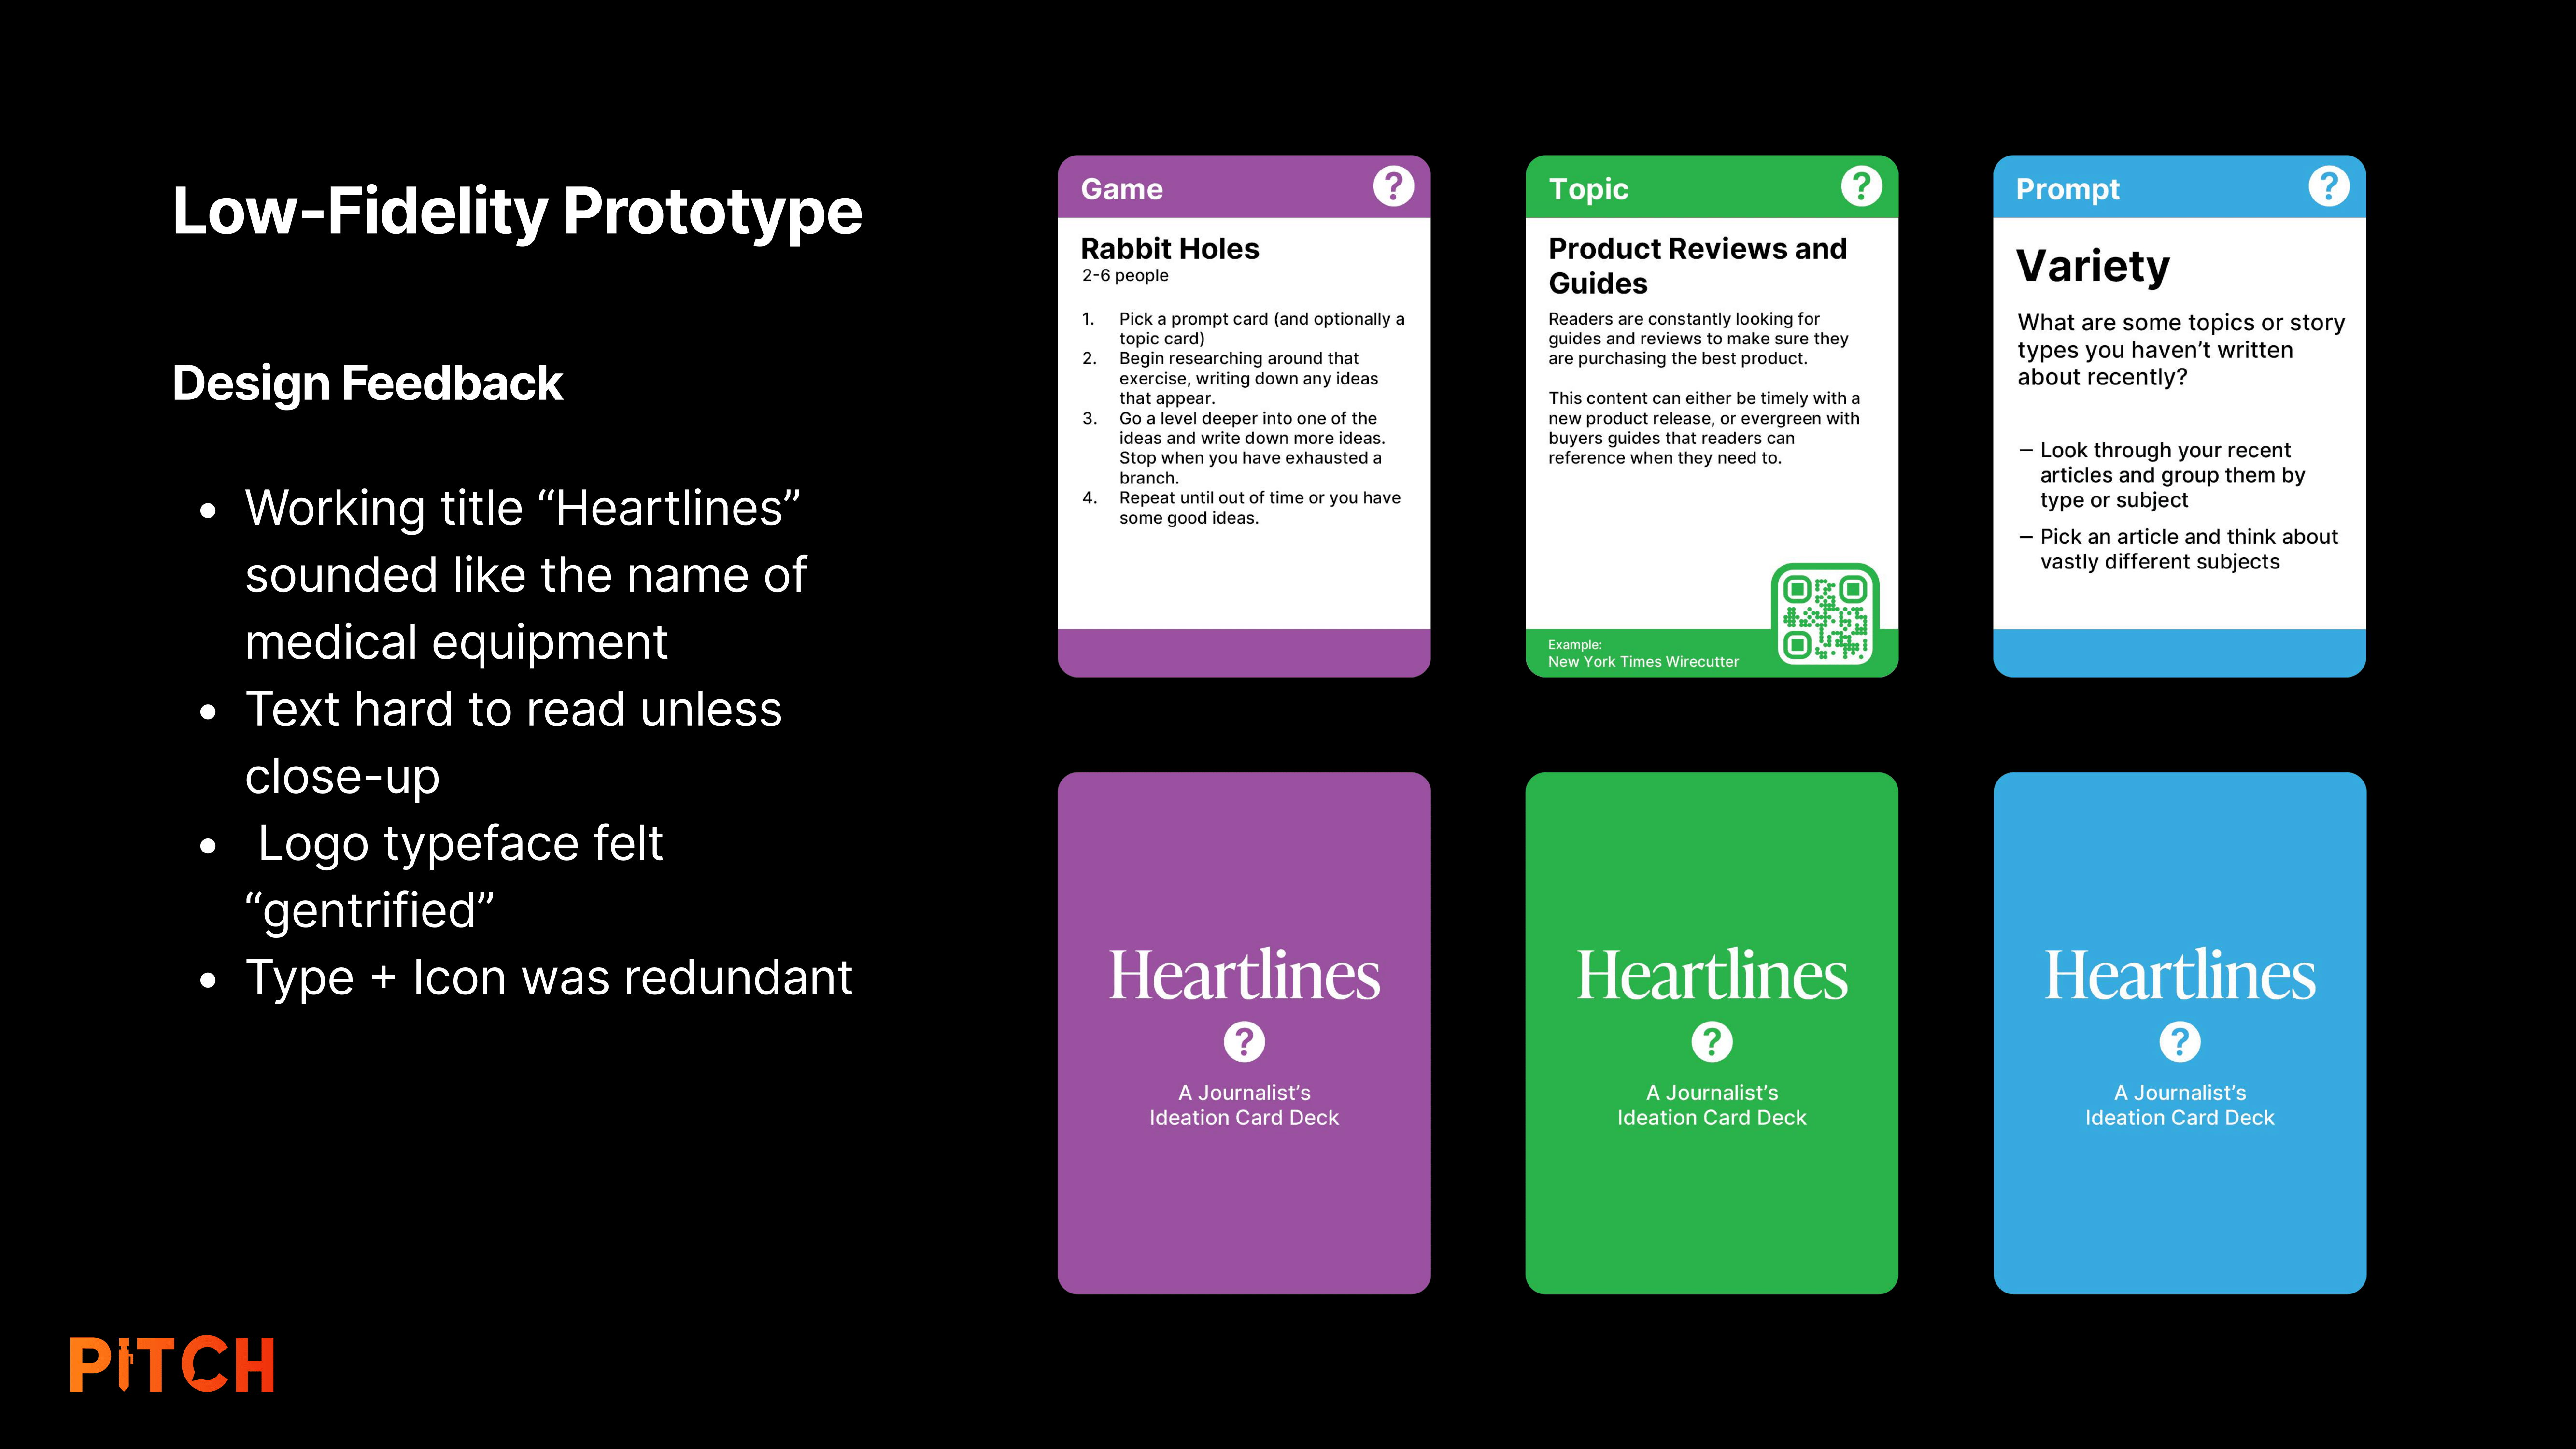 Low-Fidelity Prototype
Design Feedback
• Working title “Heartlines”
sounded like the name of
medical equipment
• Text hard to read unless
close-up
• Logo typeface felt
“gentrified”
• Type + Icon was redundant
Game ?
Rabbit Holes
2-6 people
1. Pick a prompt card (and optionally a
topic card)
2. Begin researching around that
exercise, writing down any ideas
that appear.
3. Go a level deeper into one of the
ideas and write down more ideas.
Stop when you have exhausted a
branch.
4. Repeat until out of time or you have
some good ideas.
Topic ?
Product Reviews and
Guides
Readers are constantly looking for
guides and reviews to make sure they
are purchasing the best product.
This content can either be timely with a
new product release, or evergreen with
buyers guides that readers can
reference when they need to.
Example:
New York Times Wirecutter
Prompt ?
Variety
What are some topics or story
types you haven’t written
about recently?
– Look through your recent
articles and group them by
type or subject
– Pick an article and think about
vastly different subjects
Heartlines
?
A Journalist’s
Ideation Card Deck
Heartlines
?
A Journalist’s
Ideation Card Deck
Heartlines
?
A Journalist’s
Ideation Card Deck
PiTCH